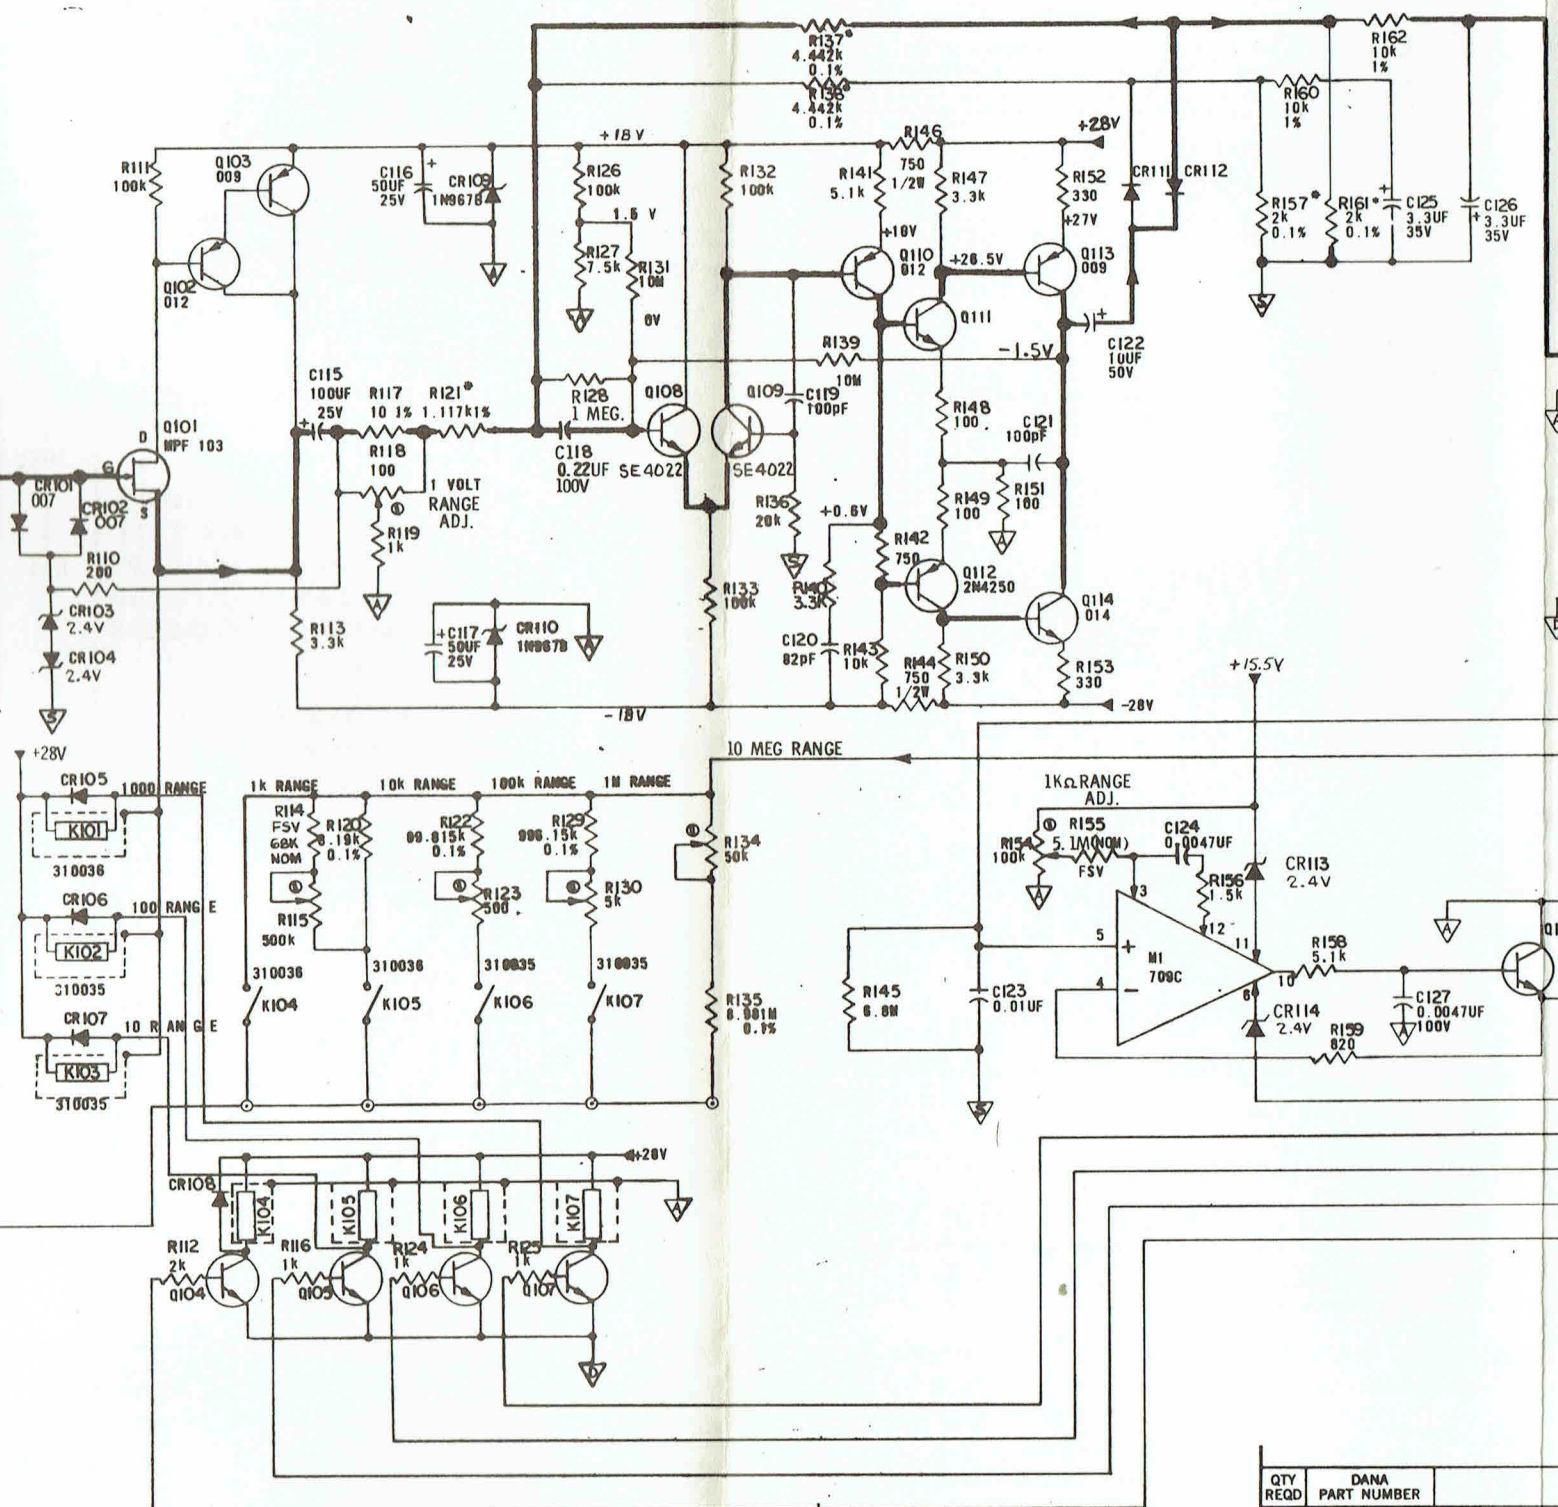 R137*
4.442k
0.1%
R138*
4.442k
0.1%
R162
10k
1%
R160
10k
1%
+18V
R146
750
1/2W
+28V
R111
100k
Q103
009
C116
50UF
25V
CR109
1N967B
R126
100k
1.5 V
R127
7.5k
R131
10M
0V
R132
100k
R141
5.1k
R147
3.3k
R152
330
+27V
CR111
CR112
R157*
2k
0.1%
R161*
2k
0.1%
C125
3.3UF
35V
C126
3.3UF
35V
+18V
Q110
012
+26.5V
Q113
009
Q102
012
A
A
Q111
S
R139
10M
-1.5V
C122
10UF
50V
C115
100UF
25V
R117
10 1%
R121*
1.117k1%
R128
1 MEG.
Q108
Q109
C119
100pF
R148
100
C121
100pF
D
Q101
MPF 103
G
S
R118
100
1 VOLT
RANGE
ADJ.
C118
0.22UF
100V
SE4022
SE4022
CR101
007
CR102
007
R119
1k
A
R136
20k
S
+0.6V
R149
100
R151
100
A
R110
200
R142
750
Q112
2N4250
CR103
2.4V
CR104
2.4V
S
R113
3.3k
C117
50UF
25V
CR110
1N967B
A
R133
100k
R140
3.3K
C120
82pF
R143
10k
R144
750
1/2W
R150
3.3k
Q114
014
R153
330
-18V
-28V
+15.5V
+28V
10 MEG RANGE
CR105
1000 RANGE
K101
310036
CR106
100 RANGE
K102
310035
CR107
10 RANGE
K103
310035
1k RANGE
10k RANGE
100k RANGE
1M RANGE
R114
FSV
68K
NOM
R120
R122
99.815k
0.1%
R129
996.15k
0.1%
R134
50k
R115
500k
R123
500
R130
5k
310036
K104
310036
K105
310035
K106
310035
K107
R135
0.1%
1KΩ RANGE
ADJ.
R154
100k
R155
5.1M(NOM)
FSV
A
C124
0.0047UF
R156
1.5k
CR113
2.4V
3
12
11
5
+
M1
709C
4
-
10
6
R158
5.1k
A
C127
0.0047UF
100V
A
CR114
2.4V
R159
820
R145
6.8M
C123
0.01UF
S
+28V
CR108
K104
K105
K106
K107
A
R112
2k
Q104
R116
1k
Q105
R124
1k
Q106
R125
1k
Q107
D
QTY
REQD
DANA
PART NUMBER